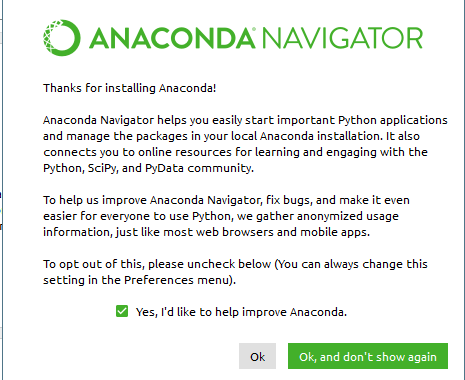 ANACONDA NAVIGATOR
Thanks for installing Anaconda!
Anaconda Navigator helps you easily start important Python applications
and manage the packages in your local Anaconda installation. It also
connects you to online resources for learning and engaging with the
Python, SciPy, and PyData community.
To help us improve Anaconda Navigator, fix bugs, and make it even
easier for everyone to use Python, we gather anonymized usage
information, just like most web browsers and mobile apps.
To opt out of this, please uncheck below (You can always change this
setting in the Preferences menu).
Yes, I'd like to help improve Anaconda.
Ok
Ok, and don't show again